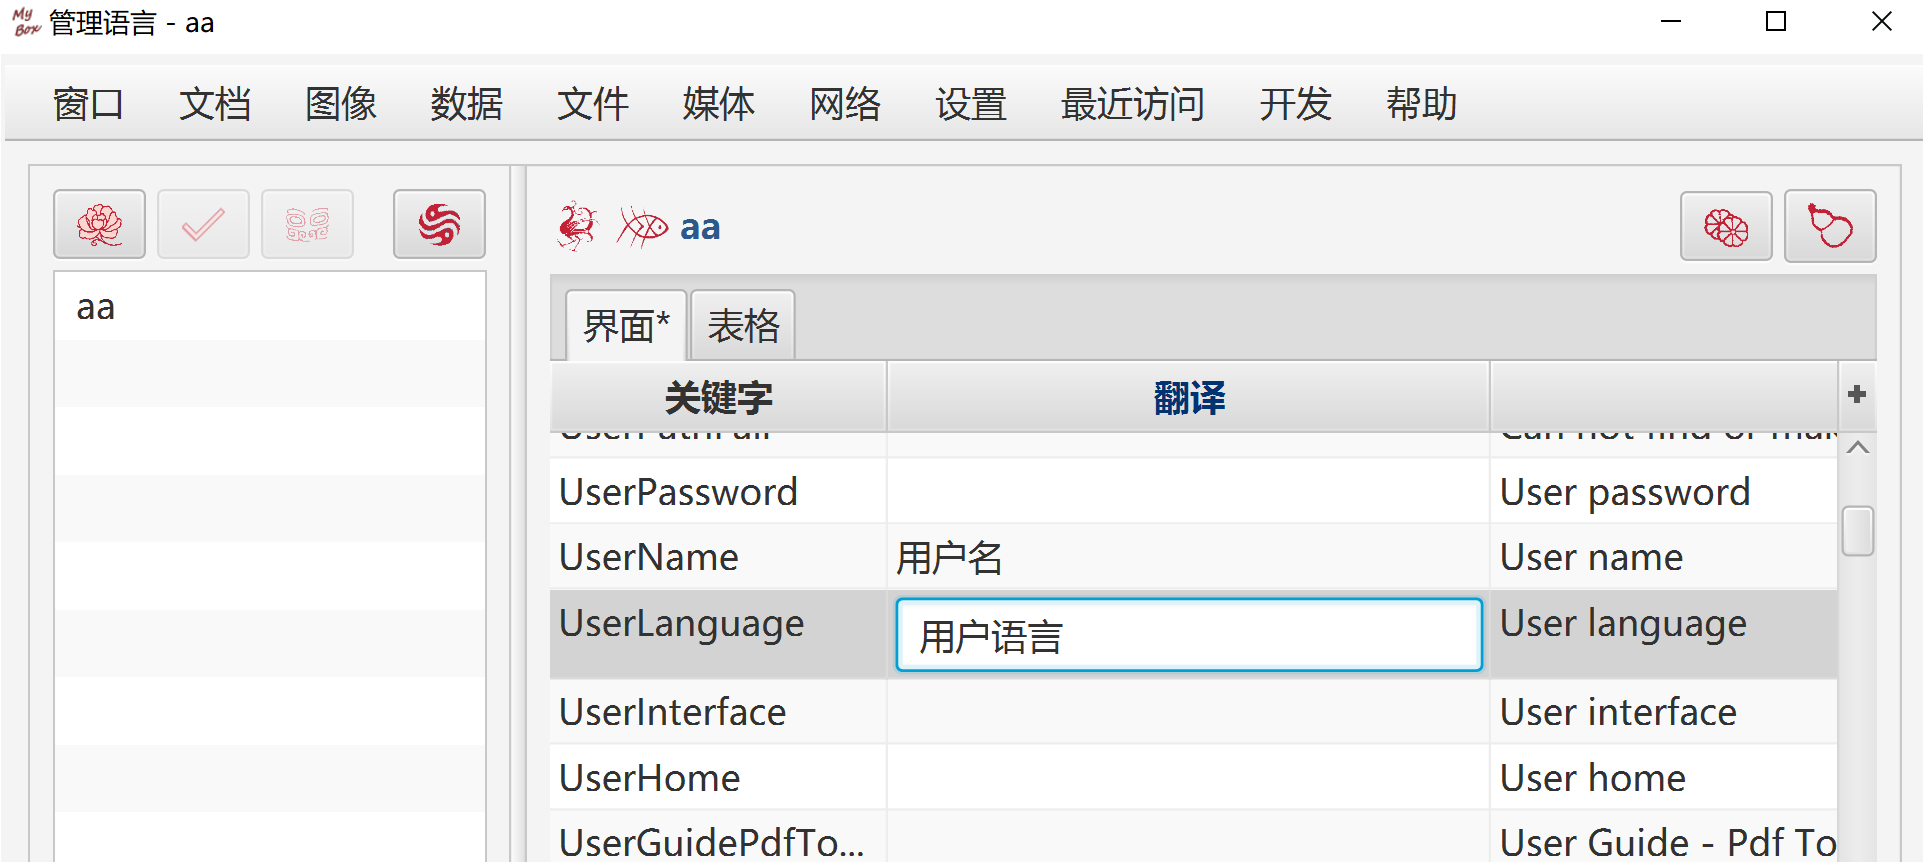 My Box 管理语言 - aa
窗口 文档 图像 数据 文件 媒体 网络 设置 最近访问 开发 帮助
aa
aa
界面* 表格
关键字 翻译
UserPassword User password
UserName 用户名 User name
UserLanguage 用户语言 User language
UserInterface User interface
UserHome User home
UserGuidePdfTo... User Guide - Pdf To